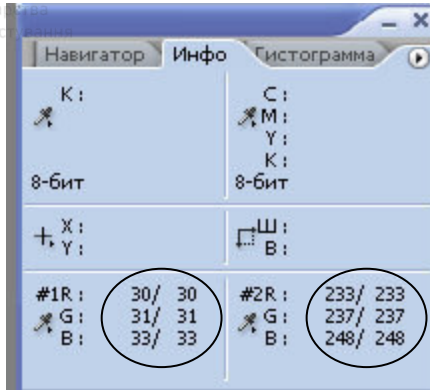 Навигатор Инфо Гистограмма
K :
8-бит
C :
M :
Y :
K :
8-бит
X :
Y :
Ш :
В :
#1R : 30/ 30
G : 31/ 31
B : 33/ 33
#2R : 233/ 233
G : 237/ 237
B : 248/ 248